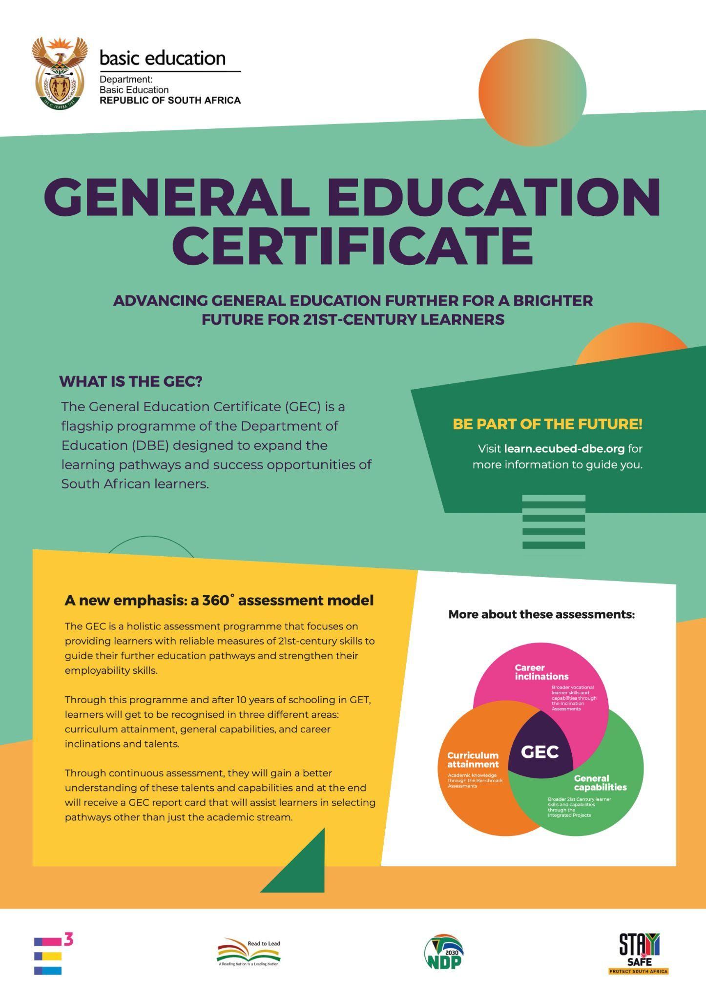 basic education
Department:
Basic Education
REPUBLIC OF SOUTH AFRICA
GENERAL EDUCATION
CERTIFICATE
ADVANCING GENERAL EDUCATION FURTHER FOR A BRIGHTER
FUTURE FOR 21ST-CENTURY LEARNERS
WHAT IS THE GEC?
The General Education Certificate (GEC) is a
flagship programme of the Department of
Education (DBE) designed to expand the
learning pathways and success opportunities of
South African learners.
BE PART OF THE FUTURE!
Visit learn.ecubed-dbe.org for
more information to guide you.
A new emphasis: a 360° assessment model
The GEC is a holistic assessment programme that focuses on
providing learners with reliable measures of 21st-century skills to
guide their further education pathways and strengthen their
employability skills.
Through this programme and after 10 years of schooling in GET,
learners will get to be recognised in three different areas:
curriculum attainment, general capabilities, and career
inclinations and talents.
Through continuous assessment, they will gain a better
understanding of these talents and capabilities and at the end
will receive a GEC report card that will assist learners in selecting
pathways other than just the academic stream.
More about these assessments:
Career
inclinations
Broader vocational
learner skills and
capabilities through
the Inclination
Assessments
GEC
Curriculum
attainment
Academic knowledge
through the Benchmark
Assessments
General
capabilities
Broader 21st Century learner
skills and capabilities
through the
Integrated Projects
3
Read to Lead
A Reading Nation is a Leading Nation
2030
NDP
STAY
SAFE
PROTECT SOUTH AFRICA